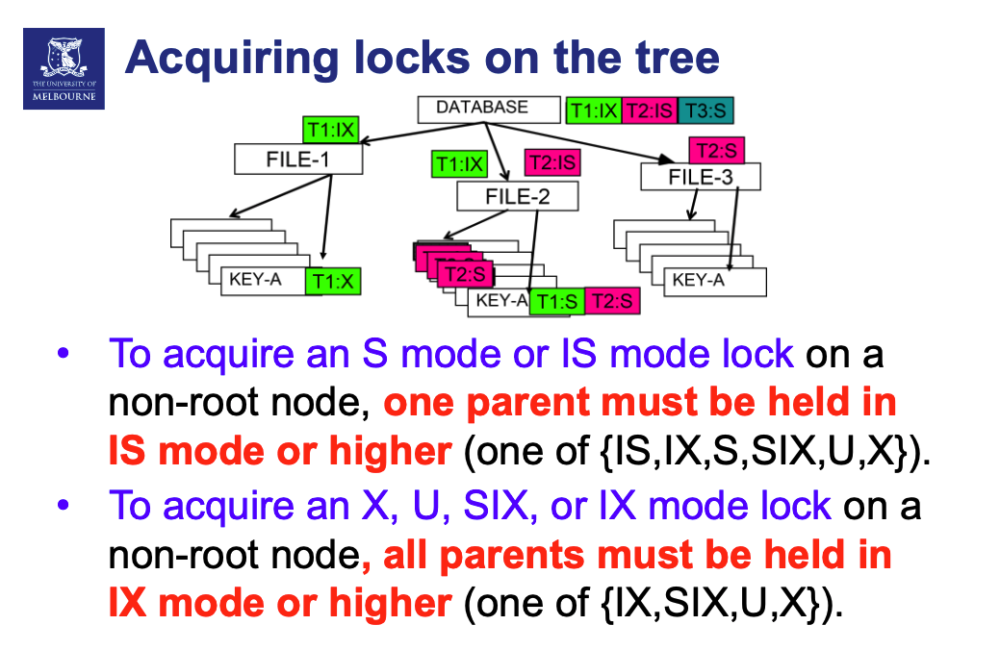 THE UNIVERSITY OF
MELBOURNE
Acquiring locks on the tree
DATABASE T1:IX T2:IS T3:S
T1:IX
FILE-1
T1:IX T2:IS
FILE-2
T2:S
FILE-3
KEY-A T1:X
T2:S
KEY-A T1:S T2:S
KEY-A
• To acquire an S mode or IS mode lock on a
non-root node, one parent must be held in
IS mode or higher (one of {IS,IX,S,SIX,U,X}).
• To acquire an X, U, SIX, or IX mode lock on a
non-root node, all parents must be held in
IX mode or higher (one of {IX,SIX,U,X}).